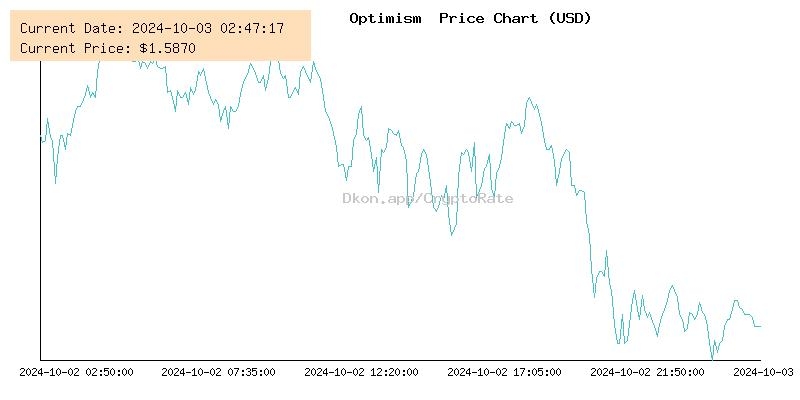 Optimism Price Chart (USD)
Current Date: 2024-10-03 02:47:17
Current Price: $1.5870
Dkon.app/CryptoRate
2024-10-02 02:50:00 2024-10-02 07:35:00 2024-10-02 12:20:00 2024-10-02 17:05:00 2024-10-02 21:50:00 2024-10-03